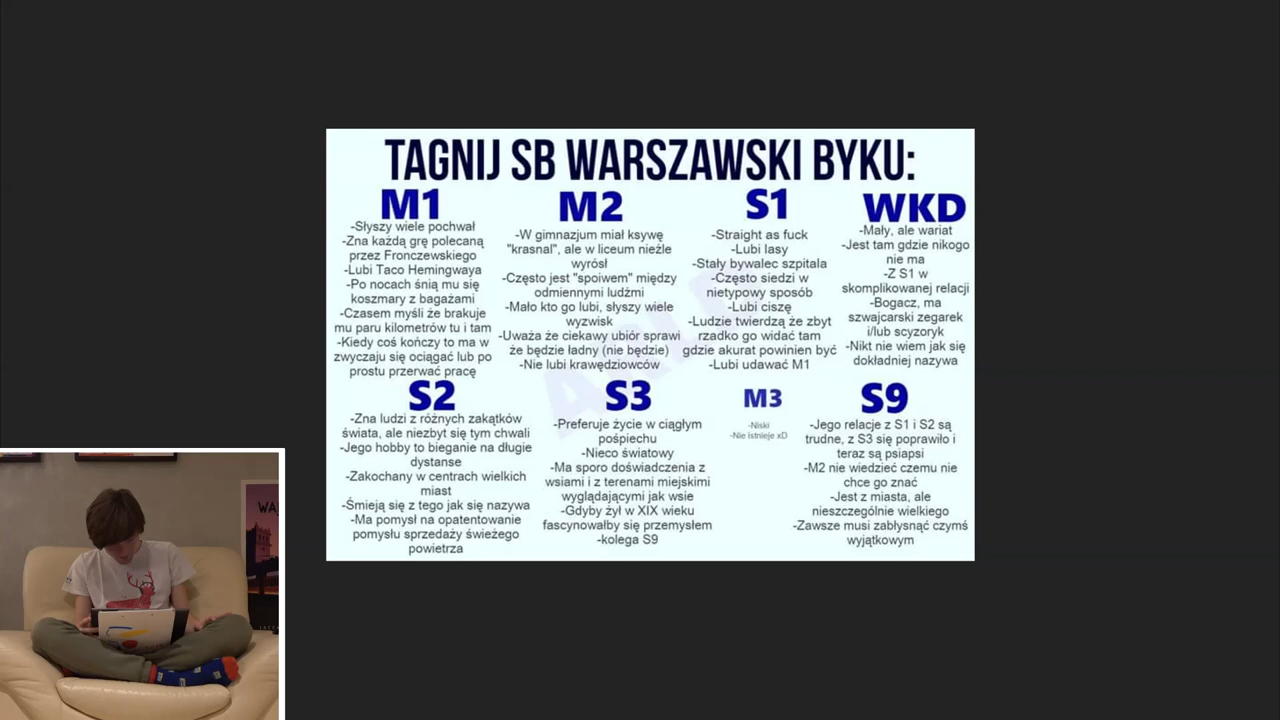 TAGNIJ SB WARSZAWSKI BYKU:
M1
-Słyszy wiele pochwał
-Zna każdą grę polecaną
przez Fronczewskiego
-Lubi Taco Hemingwaya
-Po nocach śnią mu się
koszmary z bagażami
-Czasem myśli że brakuje
mu paru kilometrów tu i tam
-Kiedy coś kończy to ma w
zwyczaju się ociągać lub po
prostu przerwać pracę
M2
-W gimnazjum miał ksywę
"krasnal", ale w liceum nieźle
wyrósł
-Często jest "spoiwem" między
odmiennymi ludźmi
-Mało kto go lubi, słyszy wiele
wyzwisk
-Uważa że ciekawy ubiór sprawi
że będzie ładny (nie będzie)
-Nie lubi krawędziowców
S1
-Straight as fuck
-Lubi lasy
-Stały bywalec szpitala
-Często siedzi w
nietypowy sposób
-Lubi ciszę
-Ludzie twierdzą że zbyt
rzadko go widać tam
gdzie akurat powinien być
-Lubi udawać M1
WKD
-Mały, ale wariat
-Jest tam gdzie nikogo
nie ma
-Z S1 w
skomplikowanej relacji
-Bogacz, ma
szwajcarski zegarek
i/lub scyzoryk
-Nikt nie wiem jak się
dokładniej nazywa
S2
-Zna ludzi z różnych zakątków
świata, ale niezbyt się tym chwali
-Jego hobby to bieganie na długie
dystanse
-Zakochany w centrach wielkich
miast
-Śmieją się z tego jak się nazywa
-Ma pomysł na opatentowanie
pomysłu sprzedaży świeżego
powietrza
S3
-Preferuje życie w ciągłym
pośpiechu
-Nieco światowy
-Ma sporo doświadczenia z
wsiami i z terenami miejskimi
wyglądającymi jak wsie
-Gdyby żył w XIX wieku
fascynowałby się przemysłem
-kolega S9
M3
-Niski
-Nie istnieje xD
S9
-Jego relacje z S1 i S2 są
trudne, z S3 się poprawiło i
teraz są psiapsi
-M2 nie wiedzieć czemu nie
chce go znać
-Jest z miasta, ale
nieszczególnie wielkiego
-Zawsze musi zabłysnąć czymś
wyjątkowym